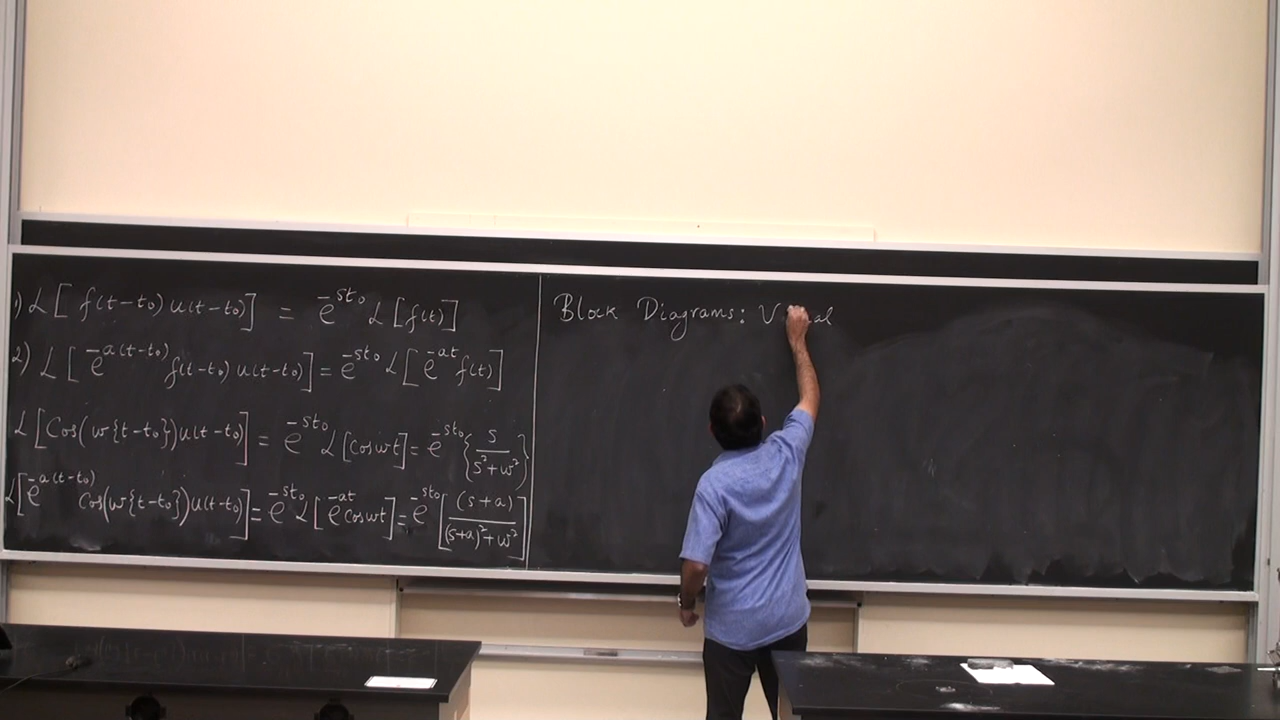 1) ℒ[f(t-t₀)u(t-t₀)] = e^{-st₀} ℒ[f(t)]
2) ℒ[e^{-a(t-t₀)} f(t-t₀)u(t-t₀)] = e^{-st₀} ℒ[e^{-at} f(t)]
ℒ[Cos(w{t-t₀})u(t-t₀)] = e^{-st₀} ℒ[cos wt] = e^{-st₀} {s/(s²+w²)}
ℒ[e^{-a(t-t₀)} Cos(w{t-t₀})u(t-t₀)] = e^{-st₀} ℒ[e^{-at} cos wt] = e^{-st₀} [(s+a)/((s+a)²+w²)]
Block Diagrams: